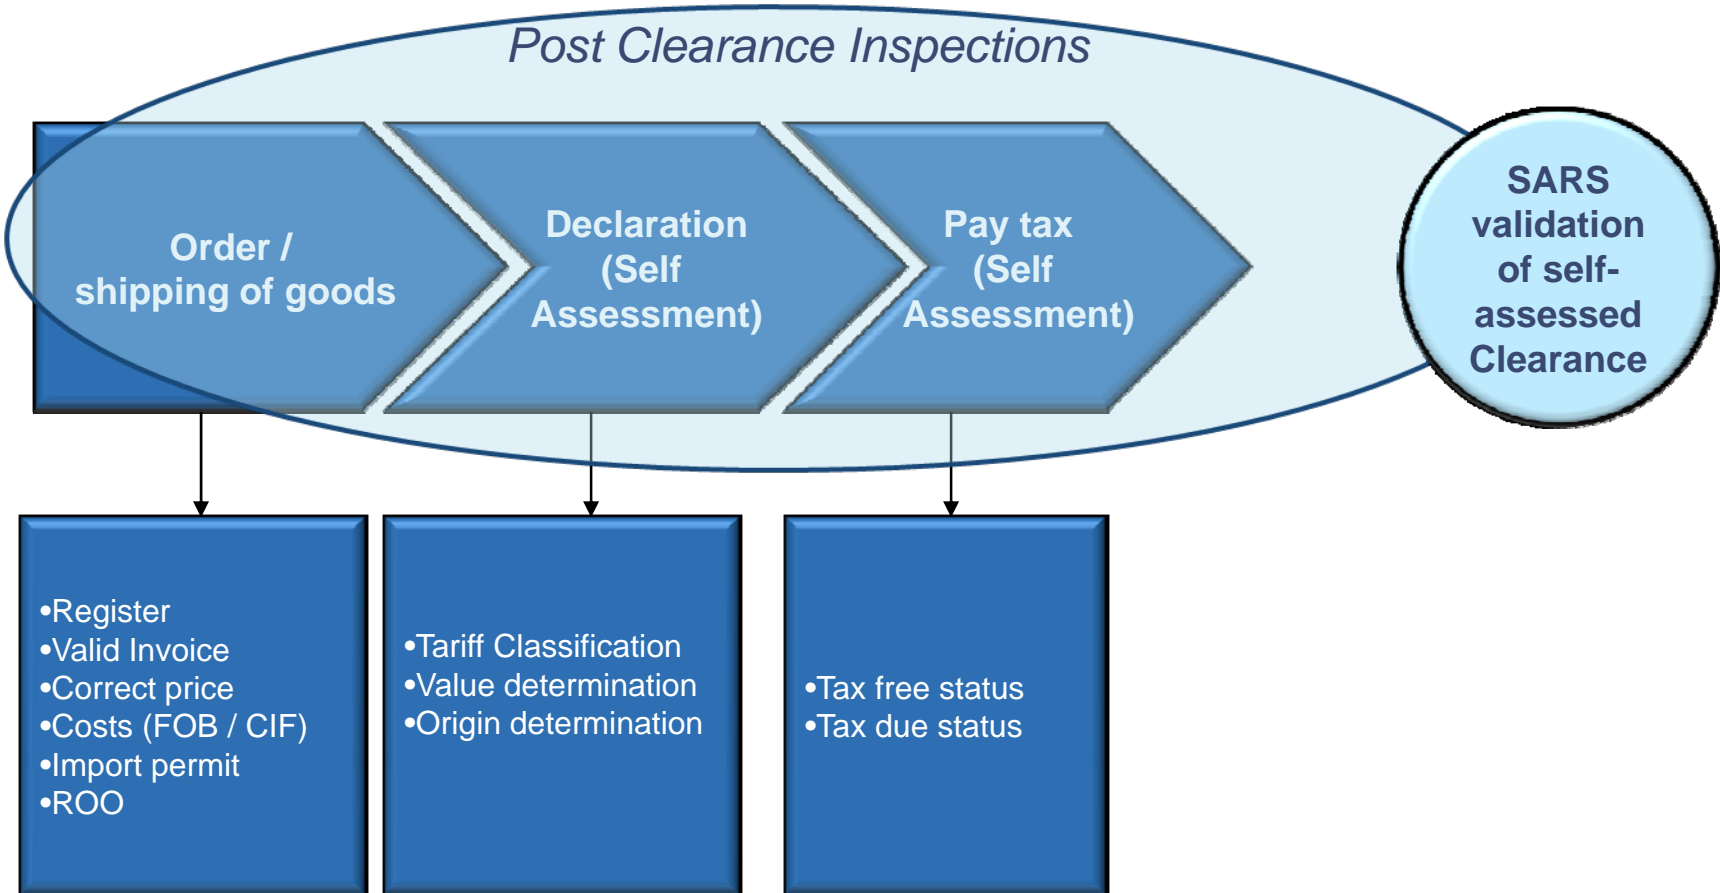 Post Clearance Inspections
Order /
shipping of goods
Declaration
(Self
Assessment)
Pay tax
(Self
Assessment)
SARS
validation
of self-
assessed
Clearance
•Register
•Valid Invoice
•Correct price
•Costs (FOB / CIF)
•Import permit
•ROO
•Tariff Classification
•Value determination
•Origin determination
•Tax free status
•Tax due status